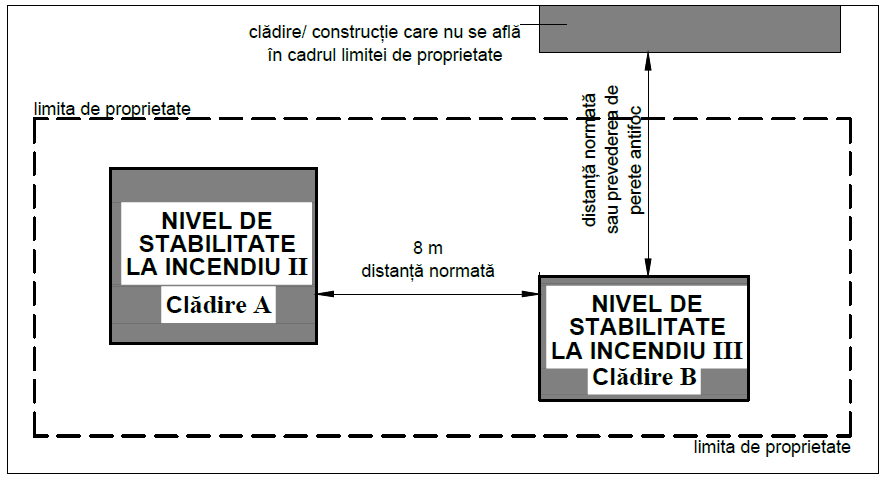 clădire/ construcție care nu se află
în cadrul limitei de proprietate
limita de proprietate
distanță normată
sau prevederea de
perete antifoc
NIVEL DE
STABILITATE
LA INCENDIU II
Clădire A
8 m
distanță normată
NIVEL DE
STABILITATE
LA INCENDIU III
Clădire B
limita de proprietate